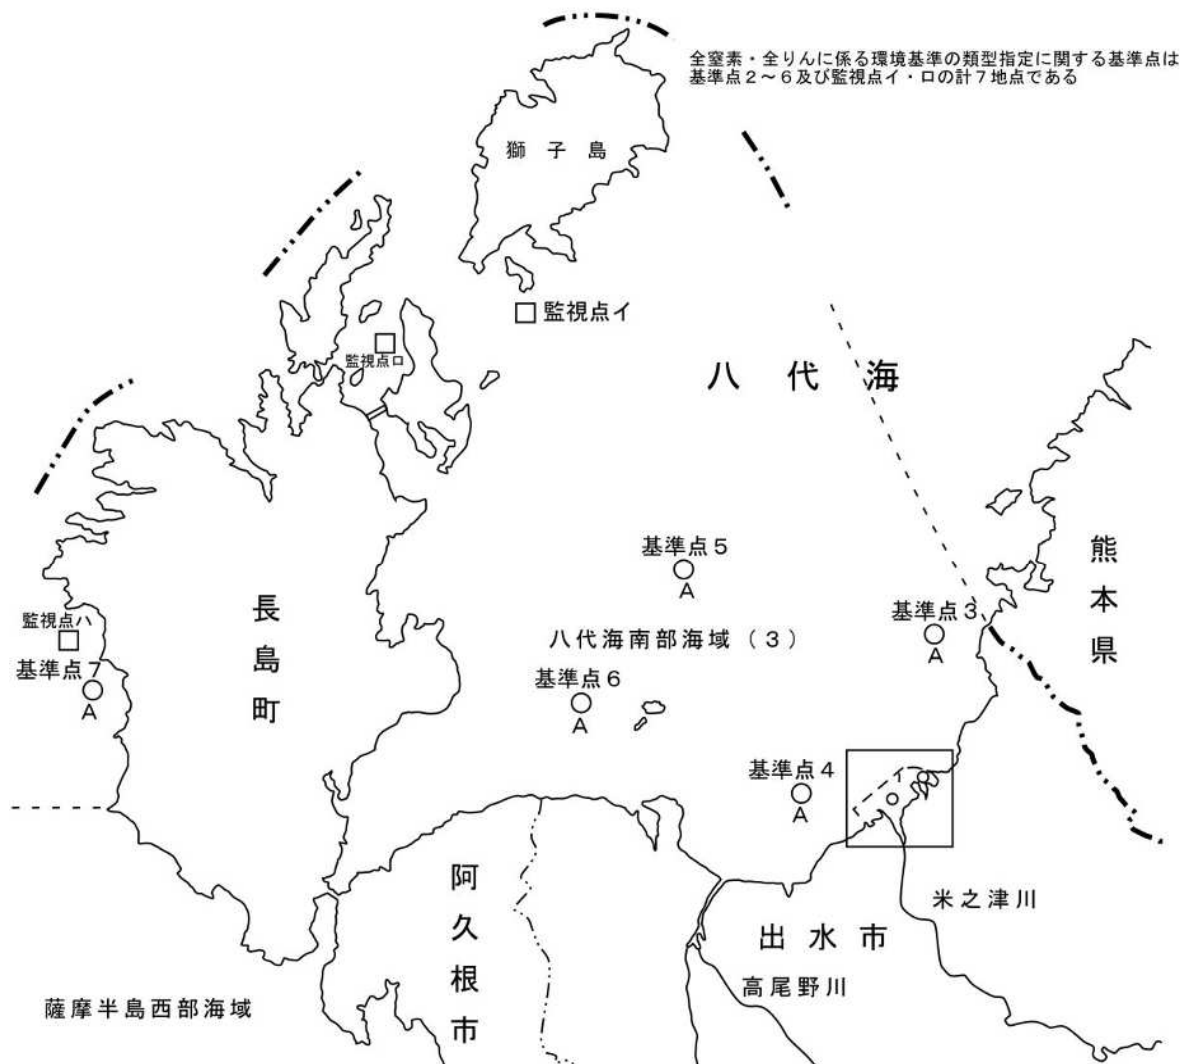 全窒素・全りんに係る環境基準の類型指定に関する基準点は
基準点2～6及び監視点イ・ロの計7地点である
獅子島
監視点イ
監視点ロ
八代海
基準点5
A
熊本県
長島町
監視点ハ
基準点7
A
基準点3
A
八代海南部海域(3)
基準点6
A
基準点4
A
阿久根市
米之津川
出水市
高尾野川
薩摩半島西部海域